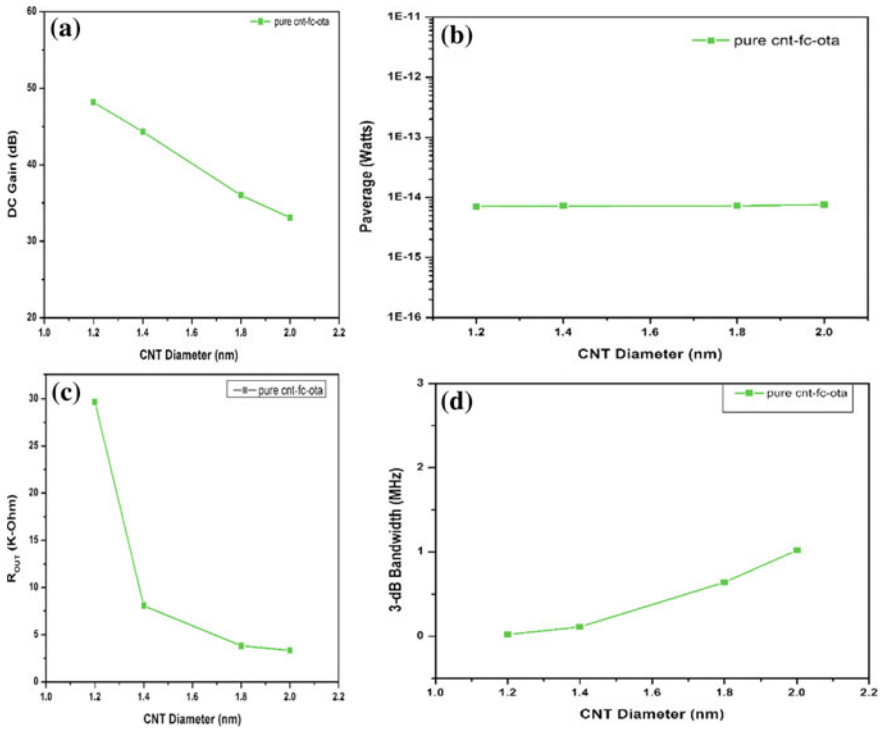 (a)
pure cnt-fc-ota
60
50
40
30
20
DC Gain (dB)
1.0 1.2 1.4 1.6 1.8 2.0 2.2
CNT Diameter (nm)
(b)
pure cnt-fc-ota
1E-11
1E-12
1E-13
1E-14
1E-15
1E-16
Paverage (Watts)
1.2 1.4 1.6 1.8 2.0
CNT Diameter (nm)
(c)
pure cnt-fc-ota
30
25
20
15
10
5
0
R_OUT (K-Ohm)
1.0 1.2 1.4 1.6 1.8 2.0 2.2
CNT Diameter (nm)
(d)
pure cnt-fc-ota
3
2
1
0
3-dB Bandwidth (MHz)
1.0 1.2 1.4 1.6 1.8 2.0 2.2
CNT Diameter (nm)